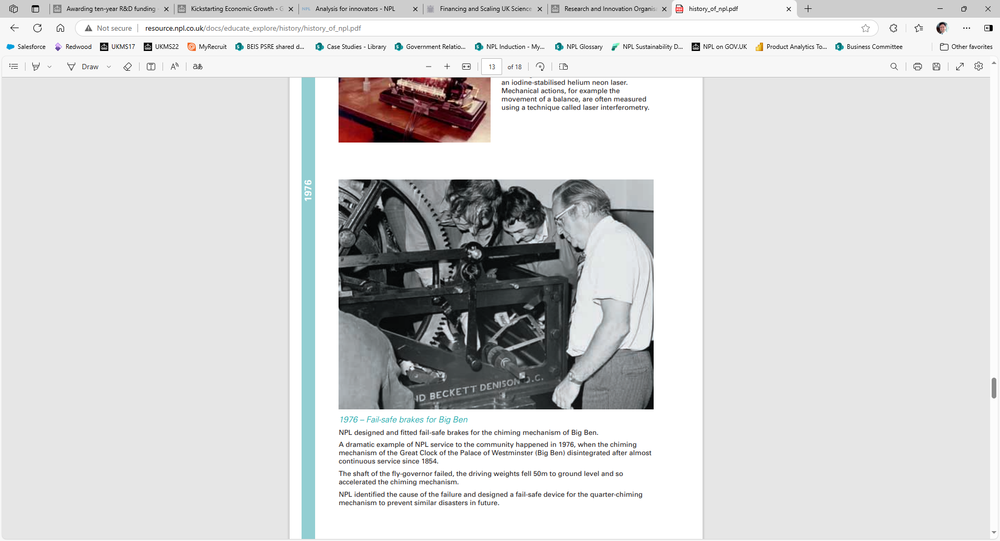 Awarding ten-year R&D funding
Kickstarting Economic Growth - G
NPL Analysis for innovators - NPL
Financing and Scaling UK Science
Research and Innovation Organis
PDF history_of_npl.pdf
Not secure resource.npl.co.uk/docs/educate_explore/history/history_of_npl.pdf
Salesforce Redwood UKMS17 UKMS22 MyRecruit BEIS PSRE shared d... Case Studies - Library Government Relatio... NPL Induction - My... NPL Glossary NPL Sustainability D... NPL on GOV.UK Product Analytics To... Business Committee Other favorites
Draw 13 of 18
an iodine-stabilised helium neon laser.
Mechanical actions, for example the
movement of a balance, are often measured
using a technique called laser interferometry.
1976
ND BECKETT DENISON Q.C.
1976 – Fail-safe brakes for Big Ben
NPL designed and fitted fail-safe brakes for the chiming mechanism of Big Ben.
A dramatic example of NPL service to the community happened in 1976, when the chiming
mechanism of the Great Clock of the Palace of Westminster (Big Ben) disintegrated after almost
continuous service since 1854.
The shaft of the fly-governor failed, the driving weights fell 50m to ground level and so
accelerated the chiming mechanism.
NPL identified the cause of the failure and designed a fail-safe device for the quarter-chiming
mechanism to prevent similar disasters in future.